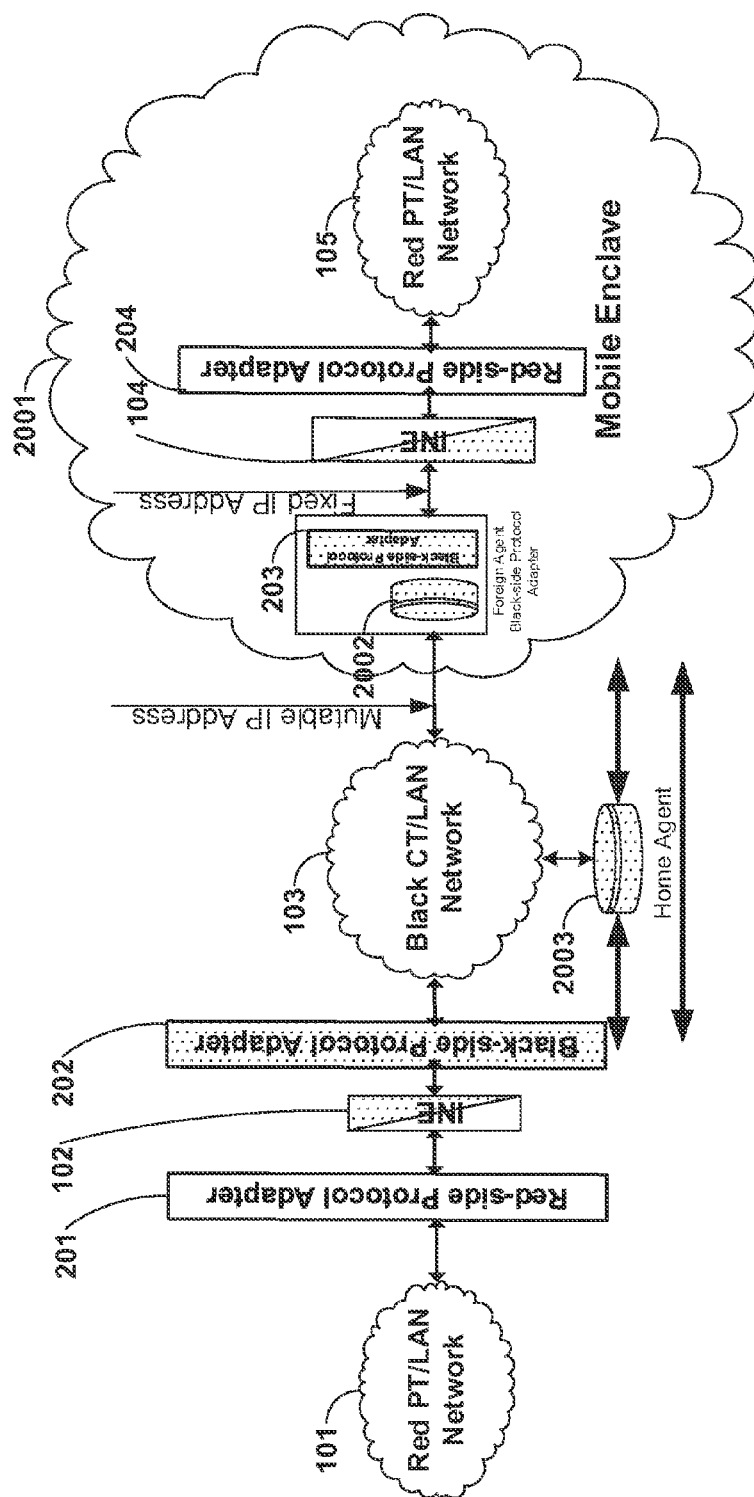 101
Red PT/LAN
Network
201
Red-side Protocol Adapter
102
INE
202
Black-side Protocol Adapter
103
Black CT/LAN
Network
2003
Home Agent
Mutable IP Address
2001
2002
203
Black-side Protocol
Adapter
Foreign Agent
Black-side Protocol
Adapter
Fixed IP Address
104
INE
204
Red-side Protocol Adapter
105
Red PT/LAN
Network
Mobile Enclave